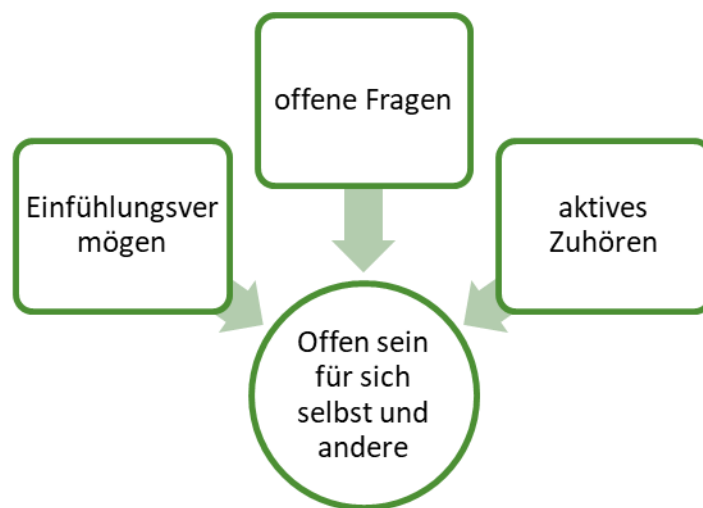 offene Fragen
Einfühlungsver
mögen
aktives
Zuhören
Offen sein
für sich
selbst und
andere